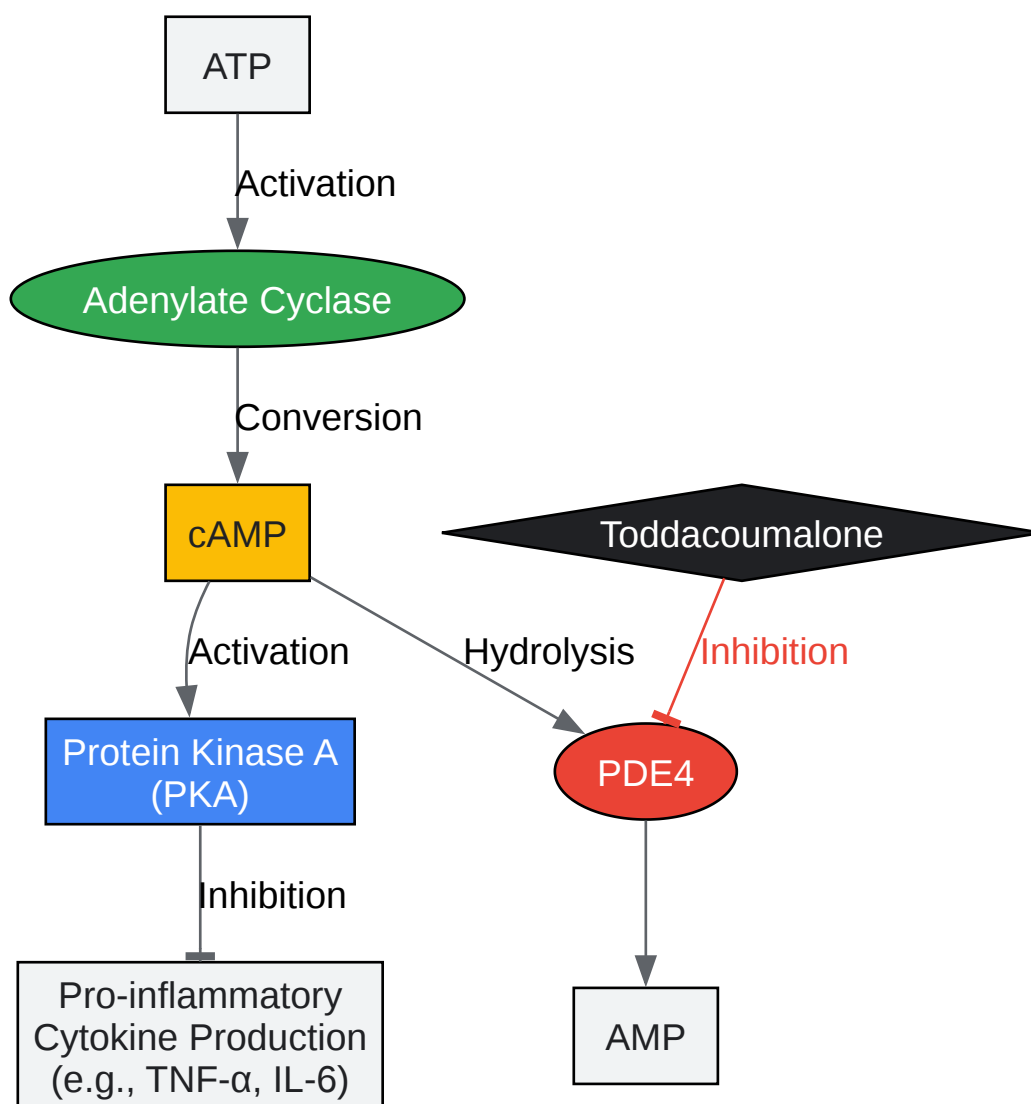 ATP
Activation
Adenylate Cyclase
Conversion
cAMP
Toddacoumalone
Activation
Hydrolysis
Inhibition
Protein Kinase A
(PKA)
PDE4
Inhibition
Pro-inflammatory
Cytokine Production
(e.g., TNF-α, IL-6)
AMP